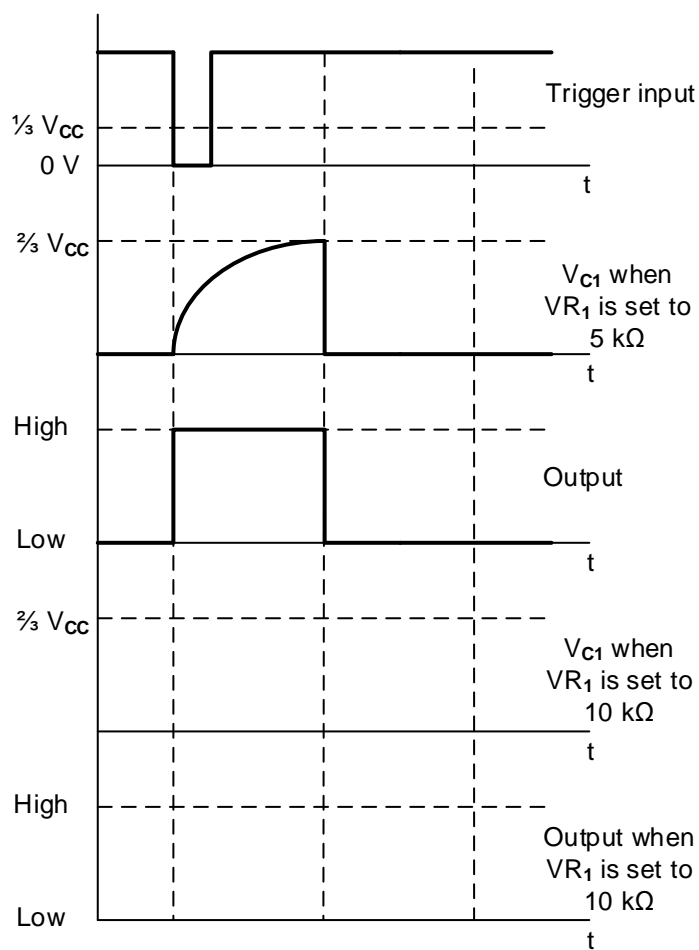 Trigger input
⅓ VCC
0 V
t
⅔ VCC
VC1 when
VR1 is set to
5 kΩ
t
High
Output
Low
t
⅔ VCC
VC1 when
VR1 is set to
10 kΩ
t
High
Output when
VR1 is set to
10 kΩ
Low
t